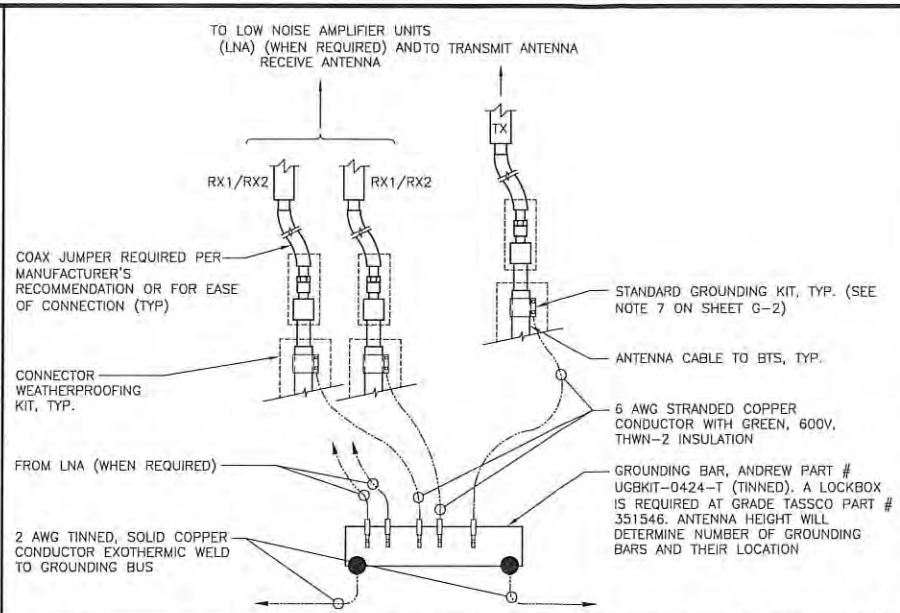 TO LOW NOISE AMPLIFIER UNITS
(LNA) (WHEN REQUIRED) AND
RECEIVE ANTENNA
TO TRANSMIT ANTENNA
TX
RX1/RX2
RX1/RX2
COAX JUMPER REQUIRED PER
MANUFACTURER'S
RECOMMENDATION OR FOR EASE
OF CONNECTION (TYP)
STANDARD GROUNDING KIT, TYP. (SEE
NOTE 7 ON SHEET G-2)
ANTENNA CABLE TO BTS, TYP.
CONNECTOR
WEATHERPROOFING
KIT, TYP.
6 AWG STRANDED COPPER
CONDUCTOR WITH GREEN, 600V,
THWN-2 INSULATION
FROM LNA (WHEN REQUIRED)
GROUNDING BAR, ANDREW PART #
UGBKIT-0424-T (TINNED). A LOCKBOX
IS REQUIRED AT GRADE TASSCO PART #
351546. ANTENNA HEIGHT WILL
DETERMINE NUMBER OF GROUNDING
BARS AND THEIR LOCATION
2 AWG TINNED, SOLID COPPER
CONDUCTOR EXOTHERMIC WELD
TO GROUNDING BUS